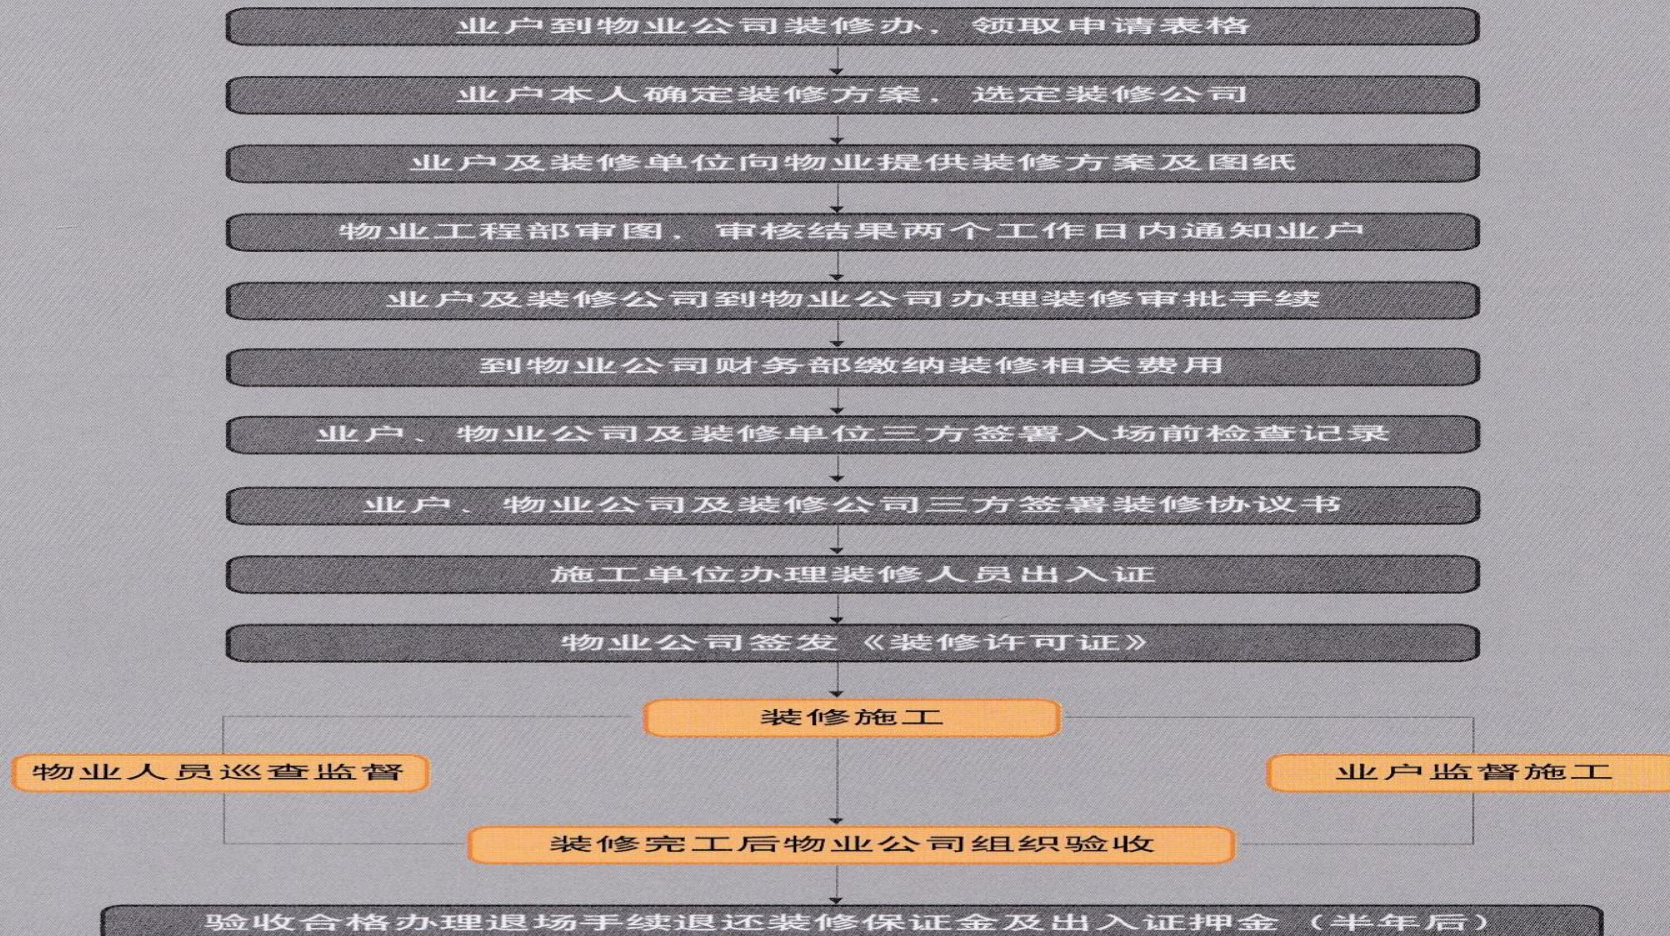 业户到物业公司装修办，领取申请表格
业户本人确定装修方案，选定装修公司
业户及装修单位向物业提供装修方案及图纸
物业工程部审图，审核结果两个工作日内通知业户
业户及装修公司到物业公司办理装修审批手续
到物业公司财务部缴纳装修相关费用
业户、物业公司及装修单位三方签署入场前检查记录
业户、物业公司及装修公司三方签署装修协议书
施工单位办理装修人员出入证
物业公司签发《装修许可证》
装修施工
物业人员巡查监督
业户监督施工
装修完工后物业公司组织验收
验收合格办理退场手续退还装修保证金及出入证押金（半年后）